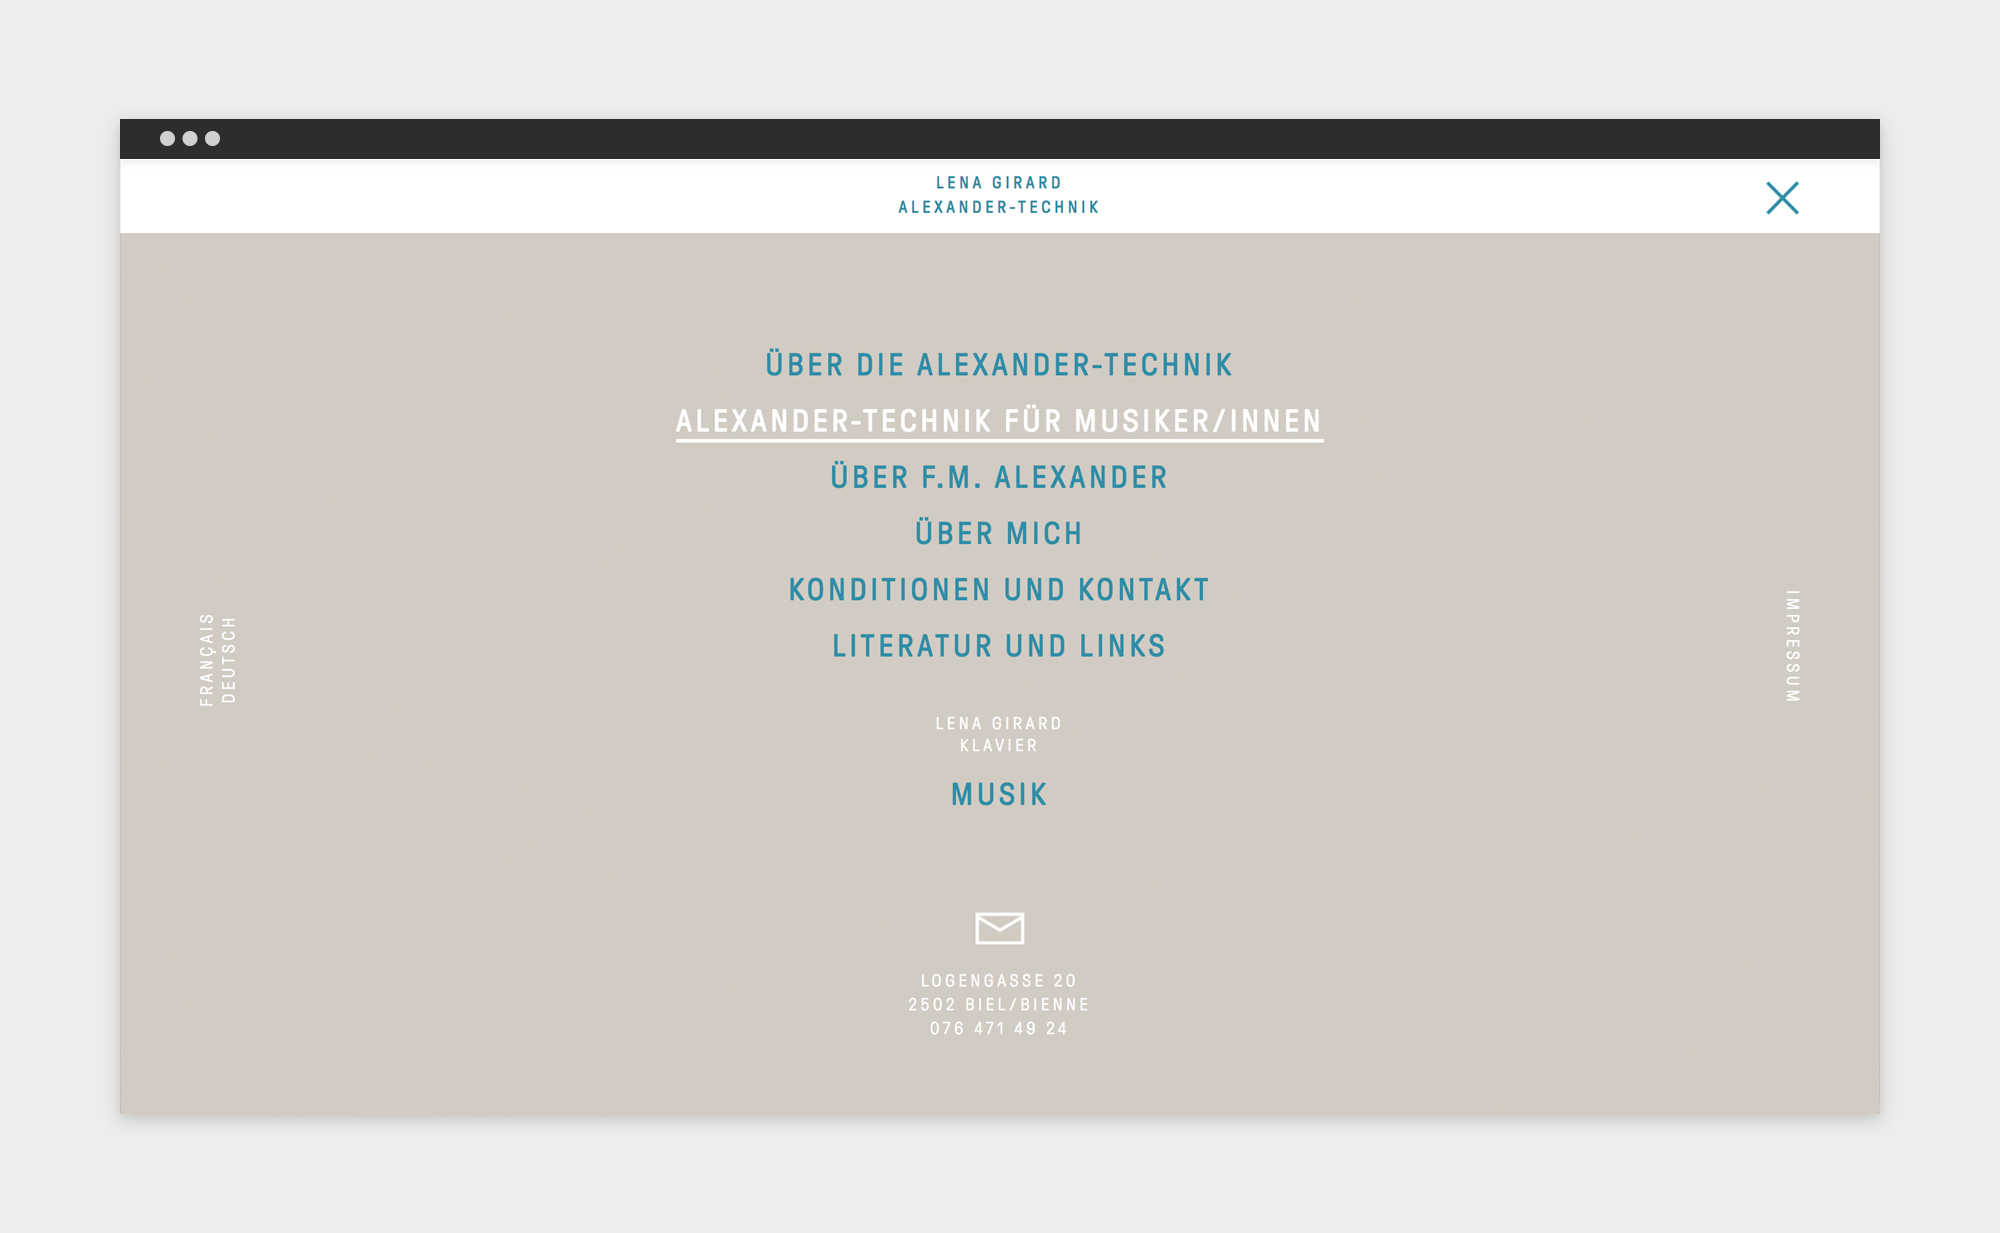 LENA GIRARD
ALEXANDER-TECHNIK
ÜBER DIE ALEXANDER-TECHNIK
ALEXANDER-TECHNIK FÜR MUSIKER/INNEN
ÜBER F.M. ALEXANDER
ÜBER MICH
KONDITIONEN UND KONTAKT
LITERATUR UND LINKS
FRANÇAIS
DEUTSCH
IMPRESSUM
LENA GIRARD
KLAVIER
MUSIK
LOGENGASSE 20
2502 BIEL/BIENNE
076 471 49 24